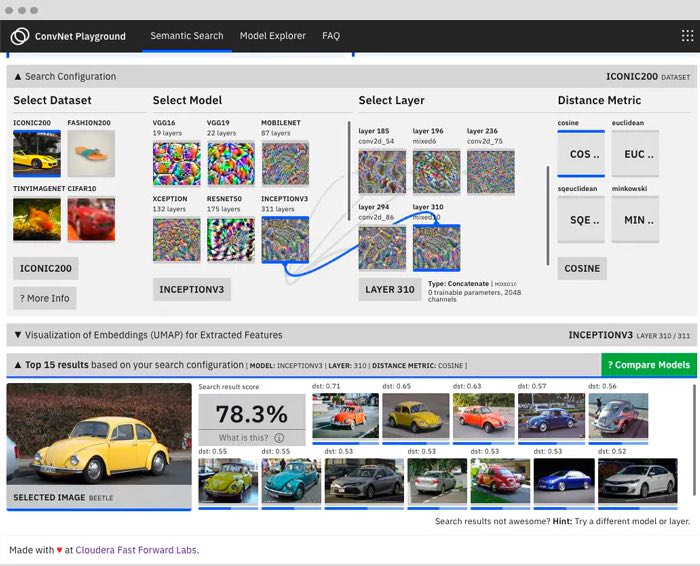 ConvNet Playground Semantic Search Model Explorer FAQ
▲ Search Configuration ICONIC200 DATASET
Select Dataset Select Model Select Layer Distance Metric
ICONIC200 FASHION200
TINYIMAGENET CIFAR10
ICONIC200
? More Info
VGG16 VGG19 MOBILENET
19 layers 22 layers 87 layers
XCEPTION RESNET50 INCEPTIONV3
132 layers 175 layers 311 layers
INCEPTIONV3
layer 185 layer 196 layer 236
conv2d_54 mixed6 conv2d_75
layer 294 layer 310
conv2d_86 mixed10
LAYER 310
Type: Concatenate | MIXED10
0 trainable parameters, 2048
channels
cosine euclidean
COS .. EUC ..
sqeuclidean minkowski
SQE .. MIN ..
COSINE
▼ Visualization of Embeddings (UMAP) for Extracted Features INCEPTIONV3 LAYER 310 / 311
▲ Top 15 results based on your search configuration | MODEL: INCEPTIONV3 | LAYER: 310 | DISTANCE METRIC: COSINE | ? Compare Models
SELECTED IMAGE BEETLE
Search result score
78.3%
What is this? ⓘ
dst: 0.71 dst: 0.65 dst: 0.63 dst: 0.57 dst: 0.56
dst: 0.55 dst: 0.55 dst: 0.53 dst: 0.53 dst: 0.53 dst: 0.53 dst: 0.52
Search results not awesome? Hint: Try a different model or layer.
Made with ♥ at Cloudera Fast Forward Labs.